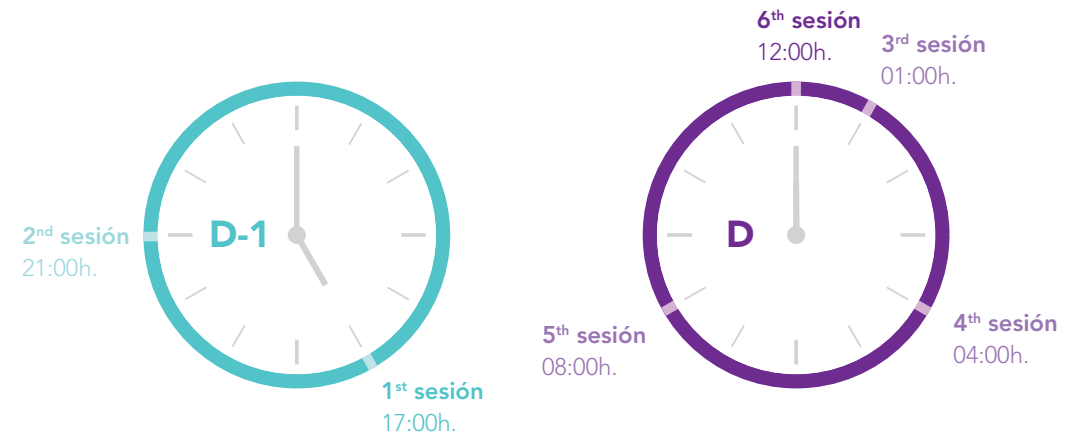 D-1
1st sesión
17:00h.
2nd sesión
21:00h.
D
3rd sesión
01:00h.
4th sesión
04:00h.
5th sesión
08:00h.
6th sesión
12:00h.